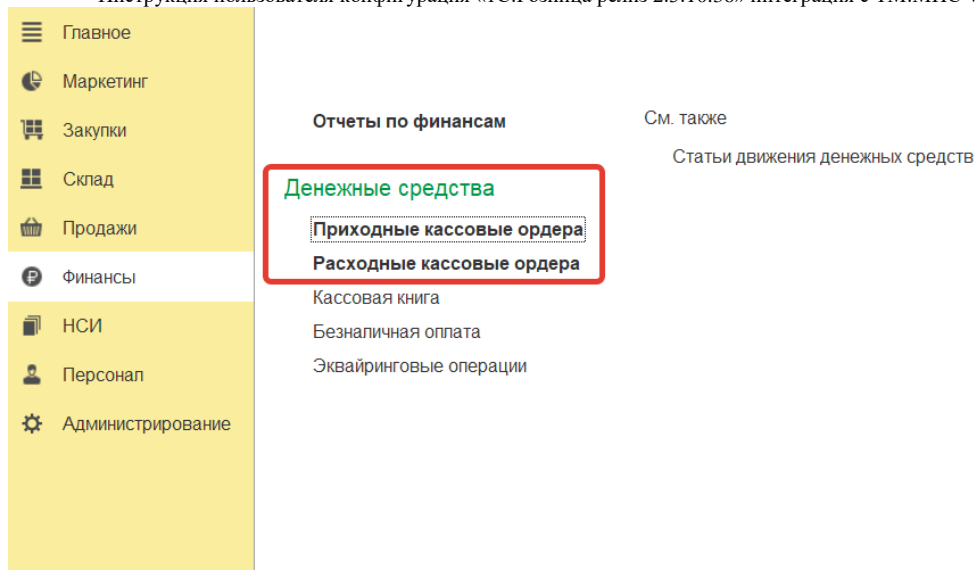 Главное
Маркетинг
Закупки
Склад
Продажи
Финансы
НСИ
Персонал
Администрирование
Отчеты по финансам
Денежные средства
Приходные кассовые ордера
Расходные кассовые ордера
Кассовая книга
Безналичная оплата
Эквайринговые операции
См. также
Статьи движения денежных средств